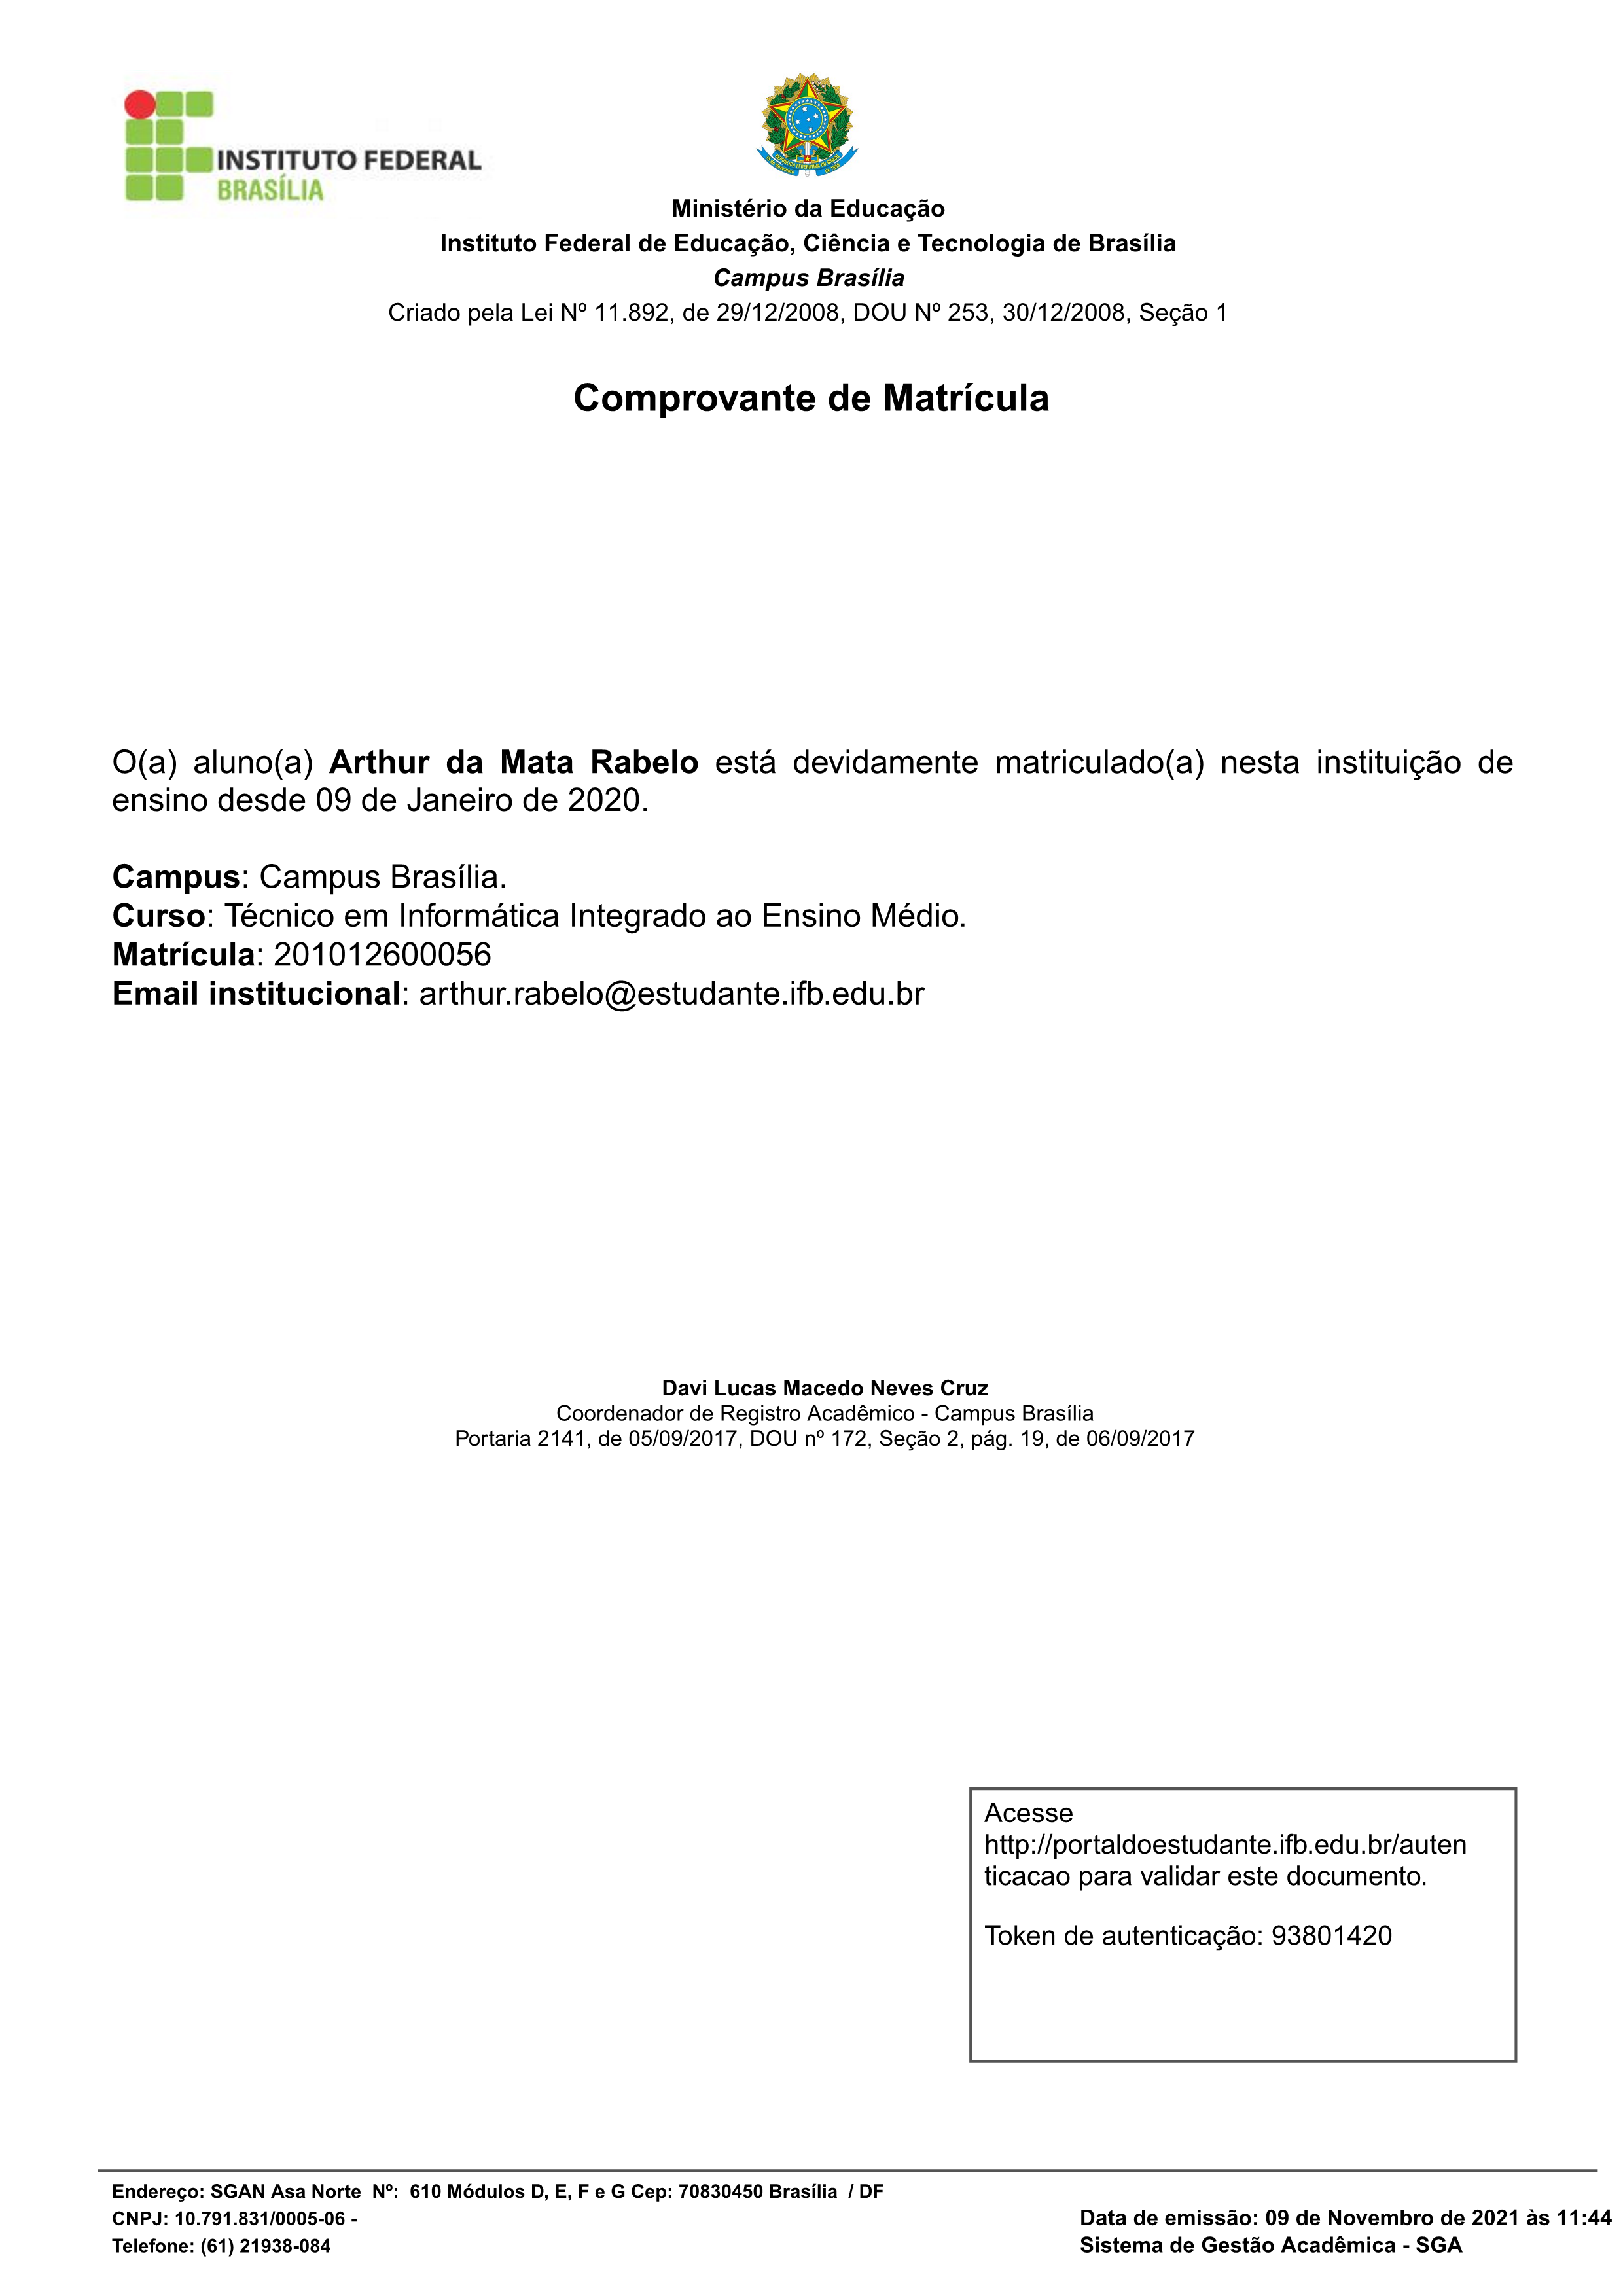 INSTITUTO FEDERAL
BRASÍLIA
Ministério da Educação
Instituto Federal de Educação, Ciência e Tecnologia de Brasília
Campus Brasília
Criado pela Lei Nº 11.892, de 29/12/2008, DOU Nº 253, 30/12/2008, Seção 1
Comprovante de Matrícula
O(a) aluno(a) Arthur da Mata Rabelo está devidamente matriculado(a) nesta instituição de
ensino desde 09 de Janeiro de 2020.
Campus: Campus Brasília.
Curso: Técnico em Informática Integrado ao Ensino Médio.
Matrícula: 201012600056
Email institucional: arthur.rabelo@estudante.ifb.edu.br
Davi Lucas Macedo Neves Cruz
Coordenador de Registro Acadêmico - Campus Brasília
Portaria 2141, de 05/09/2017, DOU nº 172, Seção 2, pág. 19, de 06/09/2017
Acesse
http://portaldoestudante.ifb.edu.br/auten
ticacao para validar este documento.
Token de autenticação: 93801420
Endereço: SGAN Asa Norte  Nº:  610 Módulos D, E, F e G Cep: 70830450 Brasília  / DF
CNPJ: 10.791.831/0005-06 -
Telefone: (61) 21938-084
Data de emissão: 09 de Novembro de 2021 às 11:44
Sistema de Gestão Acadêmica - SGA